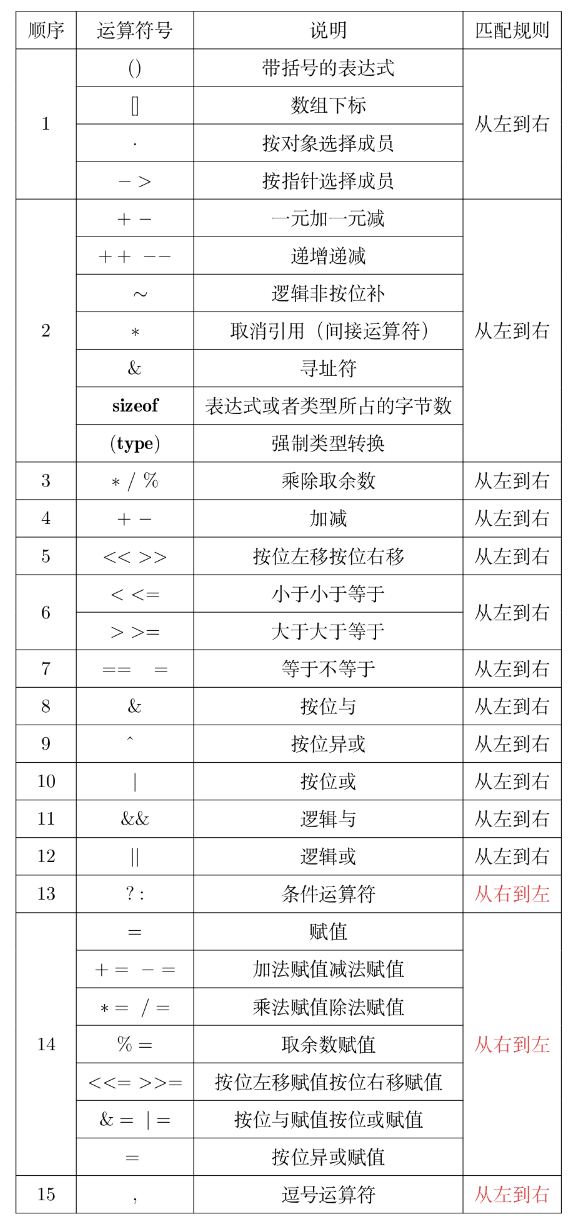 顺序 运算符号 说明 匹配规则
1 () 带括号的表达式 从左到右
[] 数组下标
· 按对象选择成员
− > 按指针选择成员
2 + − 一元加一元减 从左到右
+ + − − 递增递减
∼ 逻辑非按位补
∗ 取消引用（间接运算符）
& 寻址符
sizeof 表达式或者类型所占的字节数
(type) 强制类型转换
3 ∗ / % 乘除取余数 从左到右
4 + − 加减 从左到右
5 << >> 按位左移按位右移 从左到右
6 < <= 小于小于等于 从左到右
> >= 大于大于等于
7 == = 等于不等于 从左到右
8 & 按位与 从左到右
9 ^ 按位异或 从左到右
10 | 按位或 从左到右
11 && 逻辑与 从左到右
12 || 逻辑或 从左到右
13 ? : 条件运算符 从右到左
14 = 赋值 从右到左
+ = − = 加法赋值减法赋值
∗ = / = 乘法赋值除法赋值
% = 取余数赋值
<<= >>= 按位左移赋值按位右移赋值
& = | = 按位与赋值按位或赋值
= 按位异或赋值
15 , 逗号运算符 从左到右